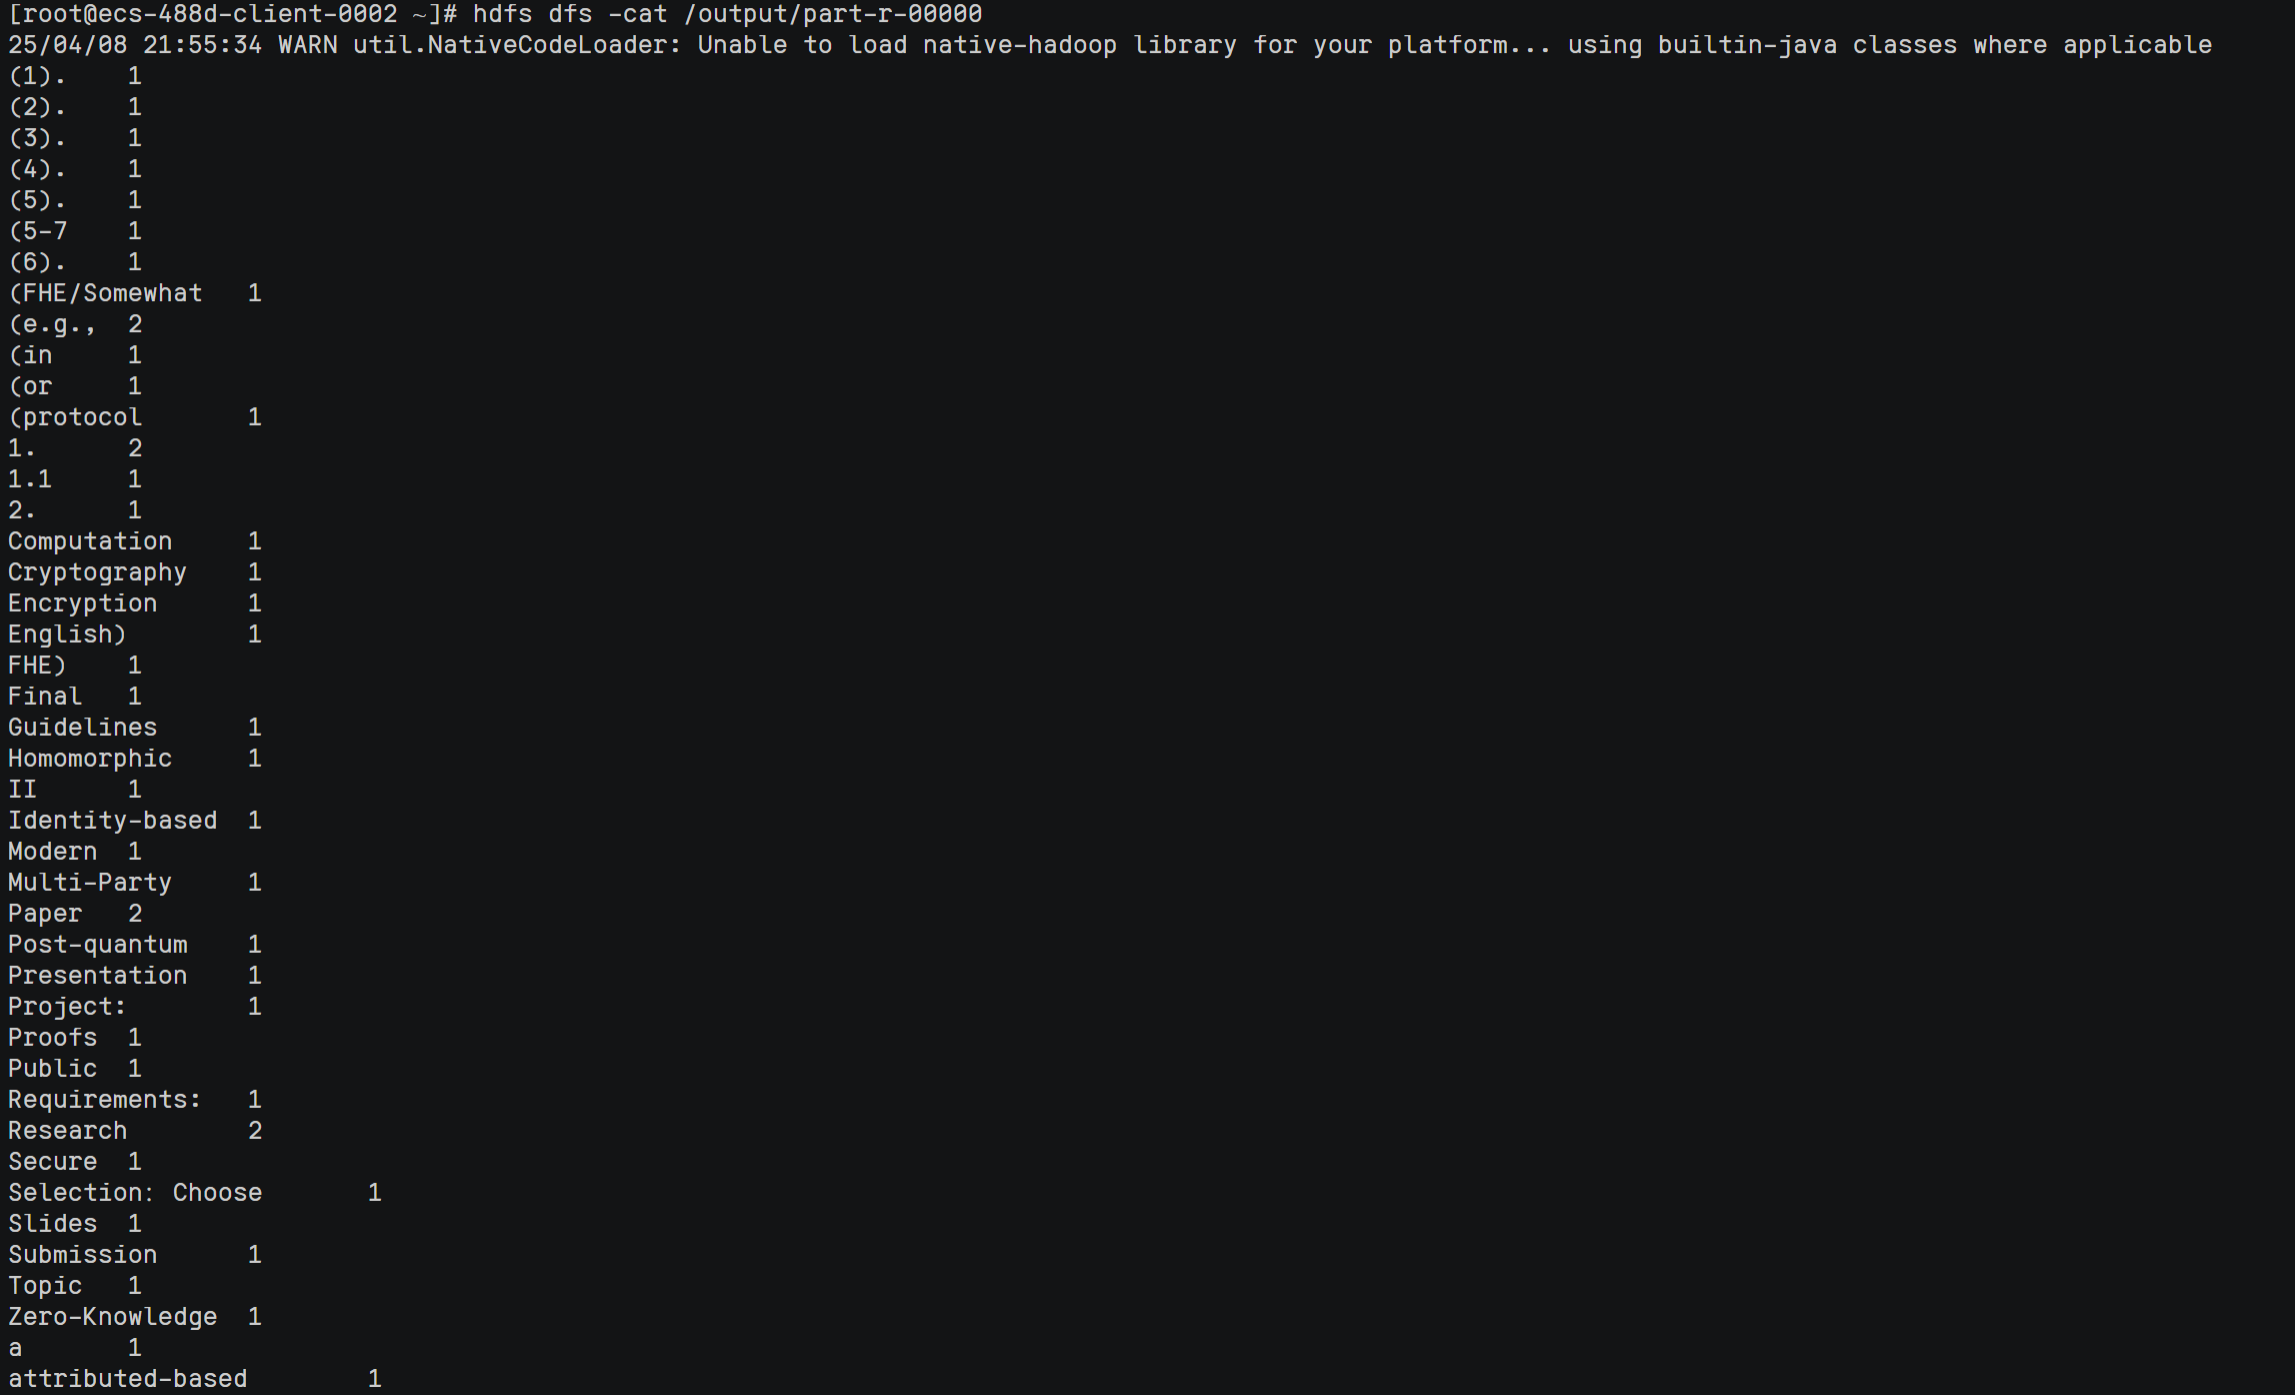 [root@ecs-488d-client-0002 ~]# hdfs dfs -cat /output/part-r-00000
25/04/08 21:55:34 WARN util.NativeCodeLoader: Unable to load native-hadoop library for your platform... using builtin-java classes where applicable
(1).	1
(2).	1
(3).	1
(4).	1
(5).	1
(5-7	1
(6).	1
(FHE/Somewhat	1
(e.g.,	2
(in	1
(or	1
(protocol	1
1.	2
1.1	1
2.	1
Computation	1
Cryptography	1
Encryption	1
English)	1
FHE)	1
Final	1
Guidelines	1
Homomorphic	1
II	1
Identity-based	1
Modern	1
Multi-Party	1
Paper	2
Post-quantum	1
Presentation	1
Project:	1
Proofs	1
Public	1
Requirements:	1
Research	2
Secure	1
Selection: Choose	1
Slides	1
Submission	1
Topic	1
Zero-Knowledge	1
a	1
attributed-based	1